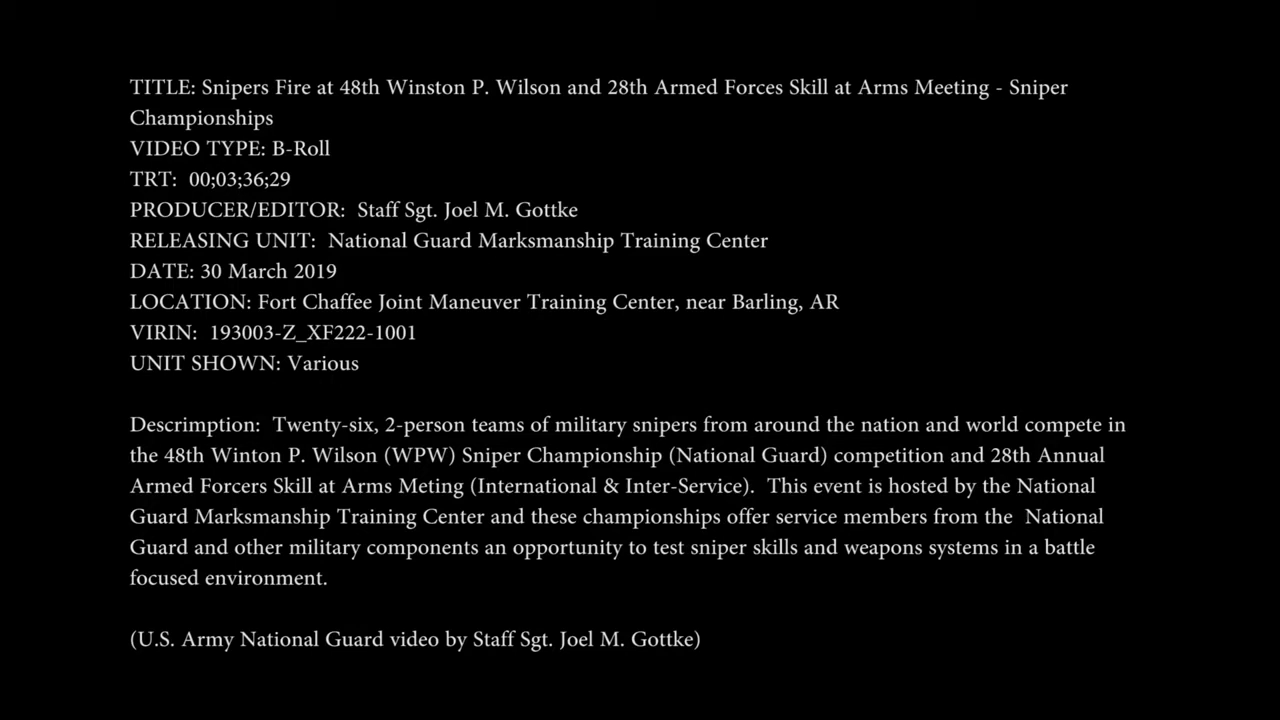 TITLE: Snipers Fire at 48th Winston P. Wilson and 28th Armed Forces Skill at Arms Meeting - Sniper
Championships
VIDEO TYPE: B-Roll
TRT:  00;03;36;29
PRODUCER/EDITOR:  Staff Sgt. Joel M. Gottke
RELEASING UNIT:  National Guard Marksmanship Training Center
DATE: 30 March 2019
LOCATION: Fort Chaffee Joint Maneuver Training Center, near Barling, AR
VIRIN:  193003-Z_XF222-1001
UNIT SHOWN: Various
Descrimption:  Twenty-six, 2-person teams of military snipers from around the nation and world compete in
the 48th Winton P. Wilson (WPW) Sniper Championship (National Guard) competition and 28th Annual
Armed Forcers Skill at Arms Meting (International & Inter-Service).  This event is hosted by the National
Guard Marksmanship Training Center and these championships offer service members from the  National
Guard and other military components an opportunity to test sniper skills and weapons systems in a battle
focused environment.
(U.S. Army National Guard video by Staff Sgt. Joel M. Gottke)